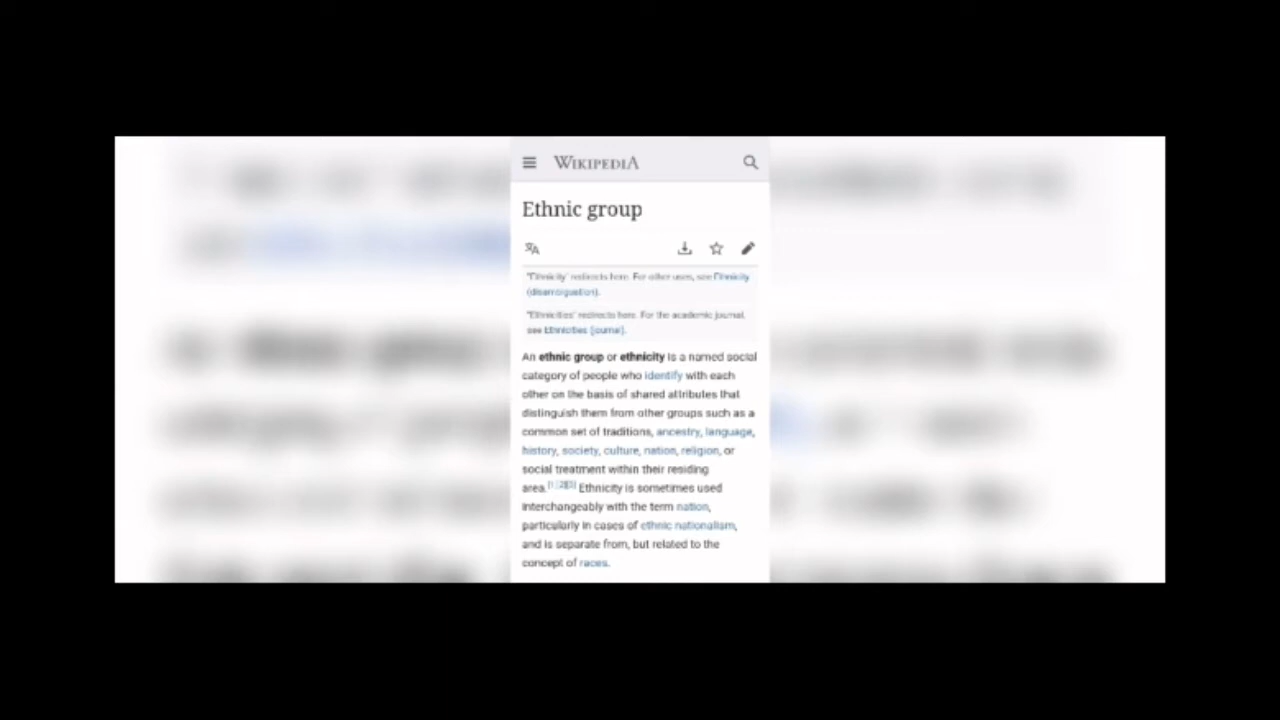 WIKIPEDIA
Ethnic group
"Ethnicity" redirects here. For other uses, see Ethnicity
(disambiguation).
"Ethnicities" redirects here. For the academic journal,
see Ethnicities (journal).
An ethnic group or ethnicity is a named social
category of people who identify with each
other on the basis of shared attributes that
distinguish them from other groups such as a
common set of traditions, ancestry, language,
history, society, culture, nation, religion, or
social treatment within their residing
area.[1][2][3] Ethnicity is sometimes used
interchangeably with the term nation,
particularly in cases of ethnic nationalism,
and is separate from, but related to the
concept of races.